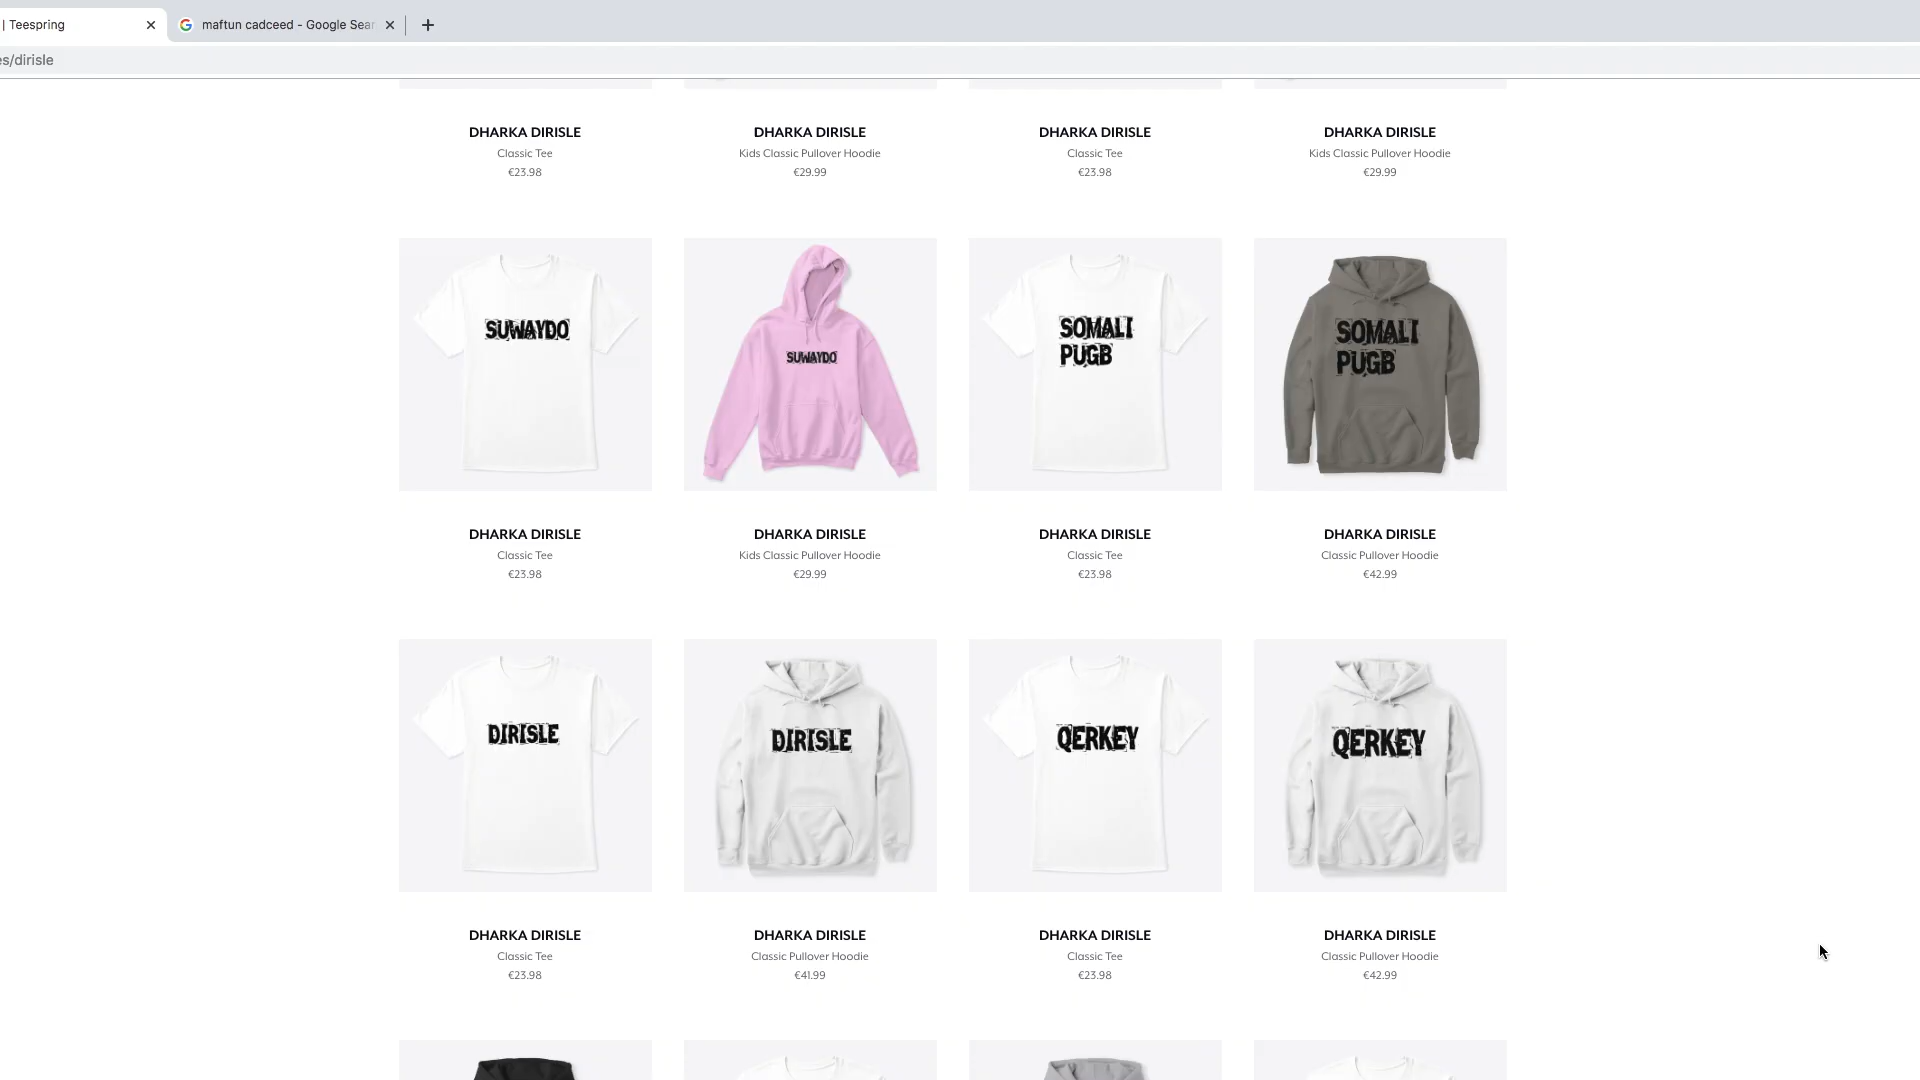 | Teespring
maftun cadceed - Google Sear
es/dirisle
DHARKA DIRISLE
Classic Tee
€23.98
DHARKA DIRISLE
Kids Classic Pullover Hoodie
€29.99
DHARKA DIRISLE
Classic Tee
€23.98
DHARKA DIRISLE
Kids Classic Pullover Hoodie
€29.99
SUWAYDO
DHARKA DIRISLE
Classic Tee
€23.98
SUWAYDO
DHARKA DIRISLE
Kids Classic Pullover Hoodie
€29.99
SOMALI
PUGB
DHARKA DIRISLE
Classic Tee
€23.98
SOMALI
PUGB
DHARKA DIRISLE
Classic Pullover Hoodie
€42.99
DIRISLE
DHARKA DIRISLE
Classic Tee
€23.98
DIRISLE
DHARKA DIRISLE
Classic Pullover Hoodie
€41.99
QERKEY
DHARKA DIRISLE
Classic Tee
€23.98
QERKEY
DHARKA DIRISLE
Classic Pullover Hoodie
€42.99